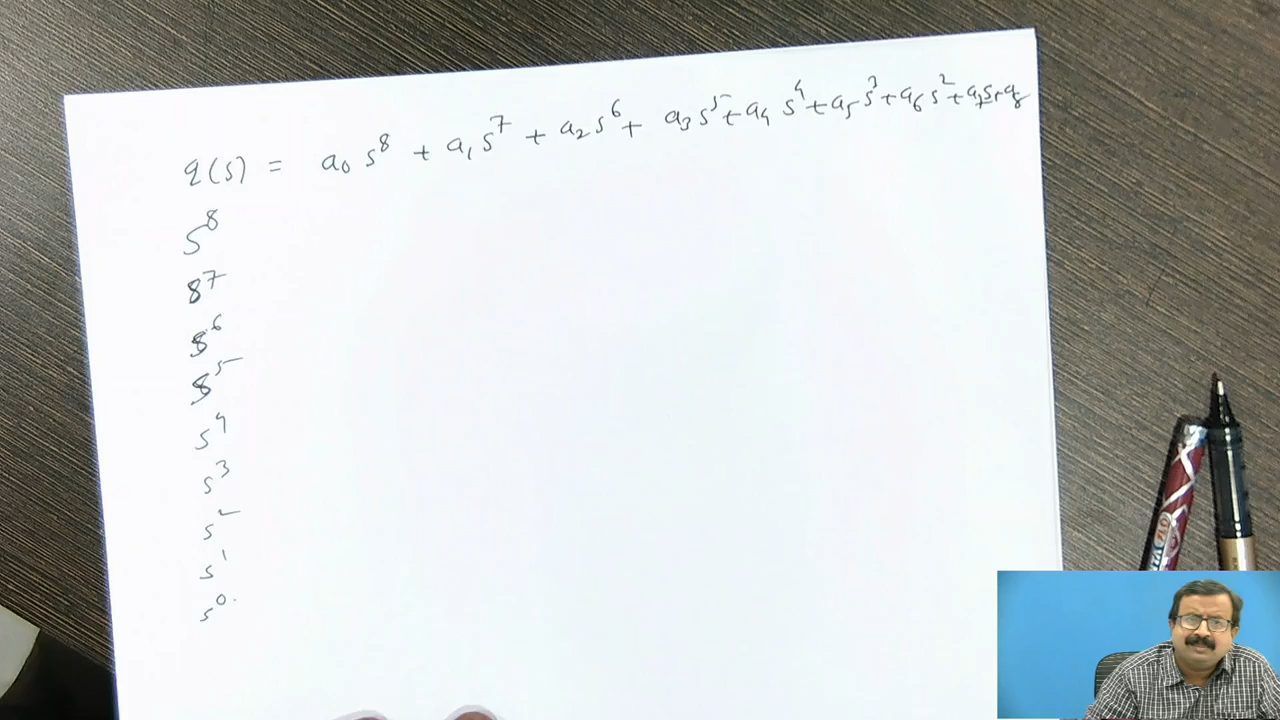 q(s) = a₀ s⁸ + a₁ s⁷ + a₂ s⁶ + a₃ s⁵ + a₄ s⁴ + a₅ s³ + a₆ s² + a₇ s + a₈
s⁸
s⁷
s⁶
s⁵
s⁴
s³
s²
s¹
s⁰